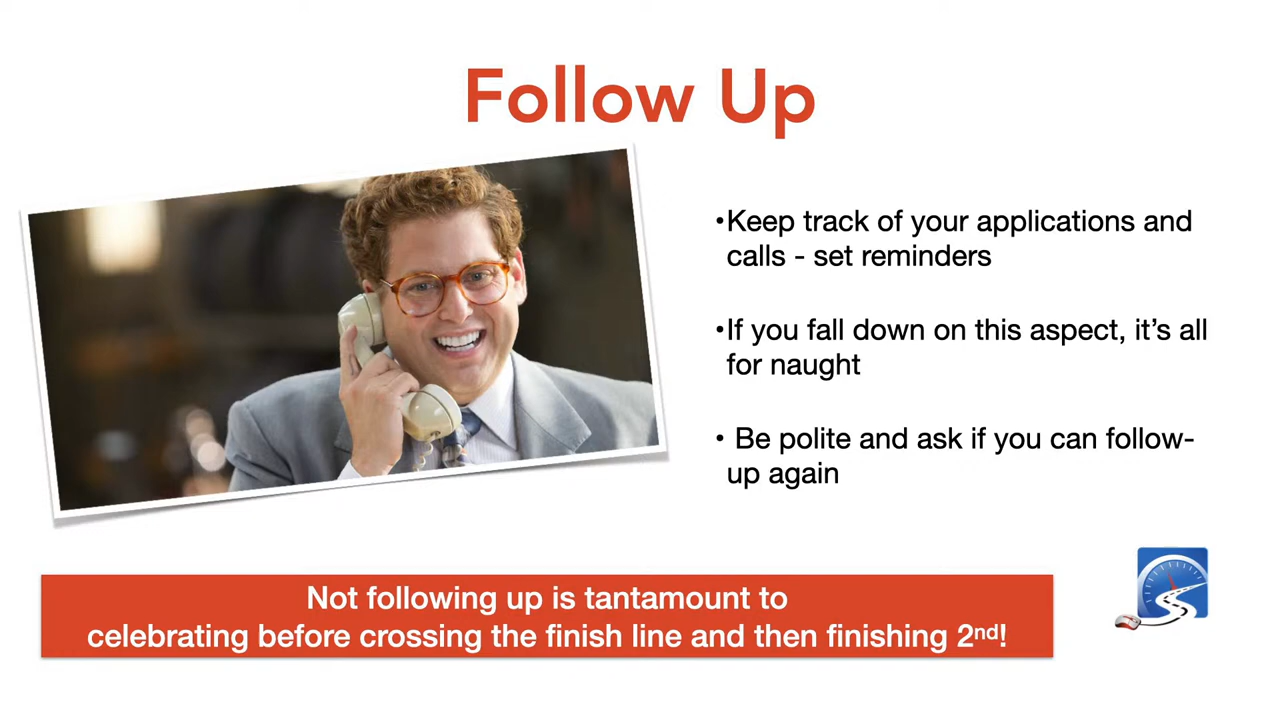 Follow Up
•Keep track of your applications and
calls - set reminders
•If you fall down on this aspect, it’s all
for naught
• Be polite and ask if you can follow-
up again
Not following up is tantamount to
celebrating before crossing the finish line and then finishing 2nd!